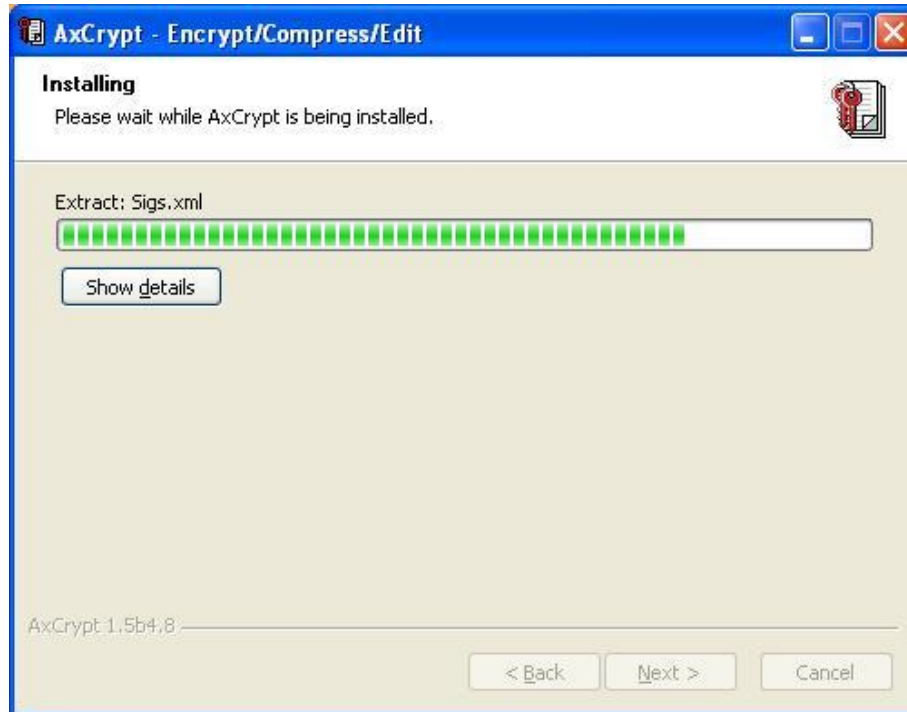 AxCrypt - Encrypt/Compress/Edit
Installing
Please wait while AxCrypt is being installed.
Extract: Sigs.xml
Show details
AxCrypt 1.5b4.8
< Back Next > Cancel